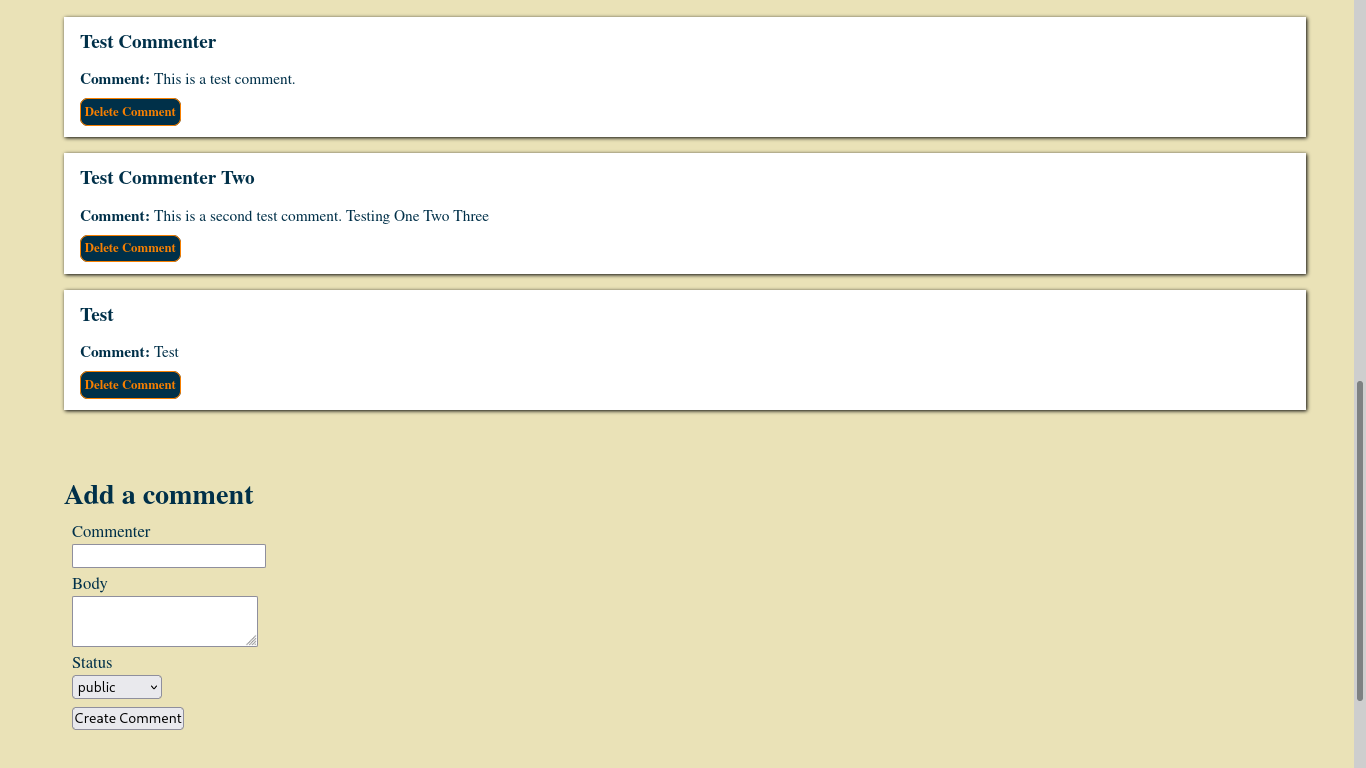 Test Commenter
Comment: This is a test comment.
Delete Comment
Test Commenter Two
Comment: This is a second test comment. Testing One Two Three
Delete Comment
Test
Comment: Test
Delete Comment
Add a comment
Commenter
Body
Status
public
Create Comment